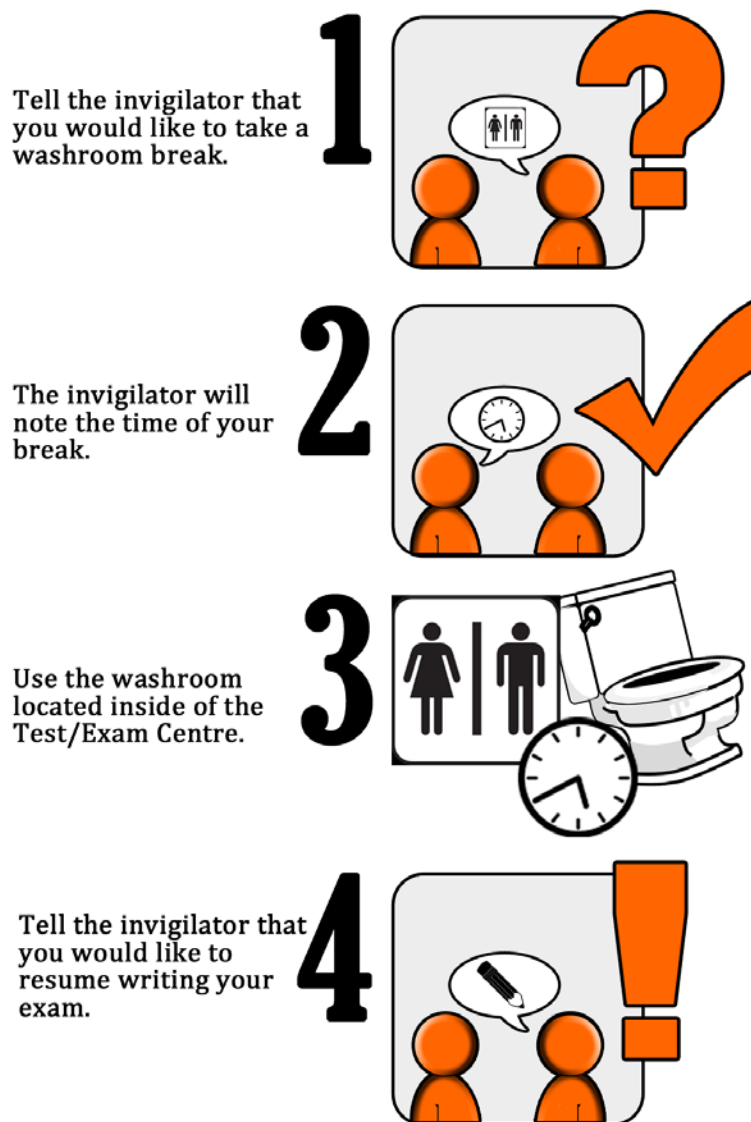 1
Tell the invigilator that
you would like to take a
washroom break.
?
2
The invigilator will
note the time of your
break.
3
Use the washroom
located inside of the
Test/Exam Centre.
4
Tell the invigilator that
you would like to
resume writing your
exam.
!